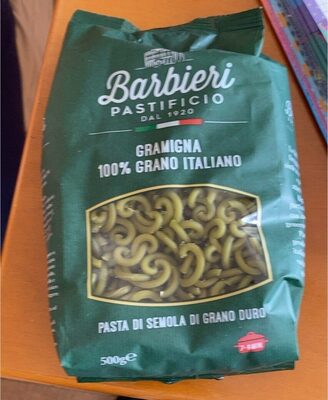 Barbieri
PASTIFICIO
DAL 1920
GRAMIGNA
100% GRANO ITALIANO
PASTA DI SEMOLA DI GRANO DURO
500g℮